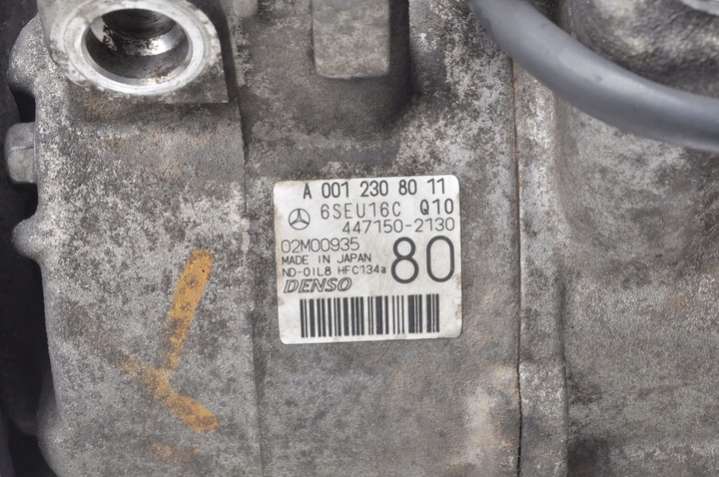 A 001 230 80 11
6SEU16C Q10
447150-2130
02M00935
MADE IN JAPAN 80
ND-OIL8 HFC134a
DENSO